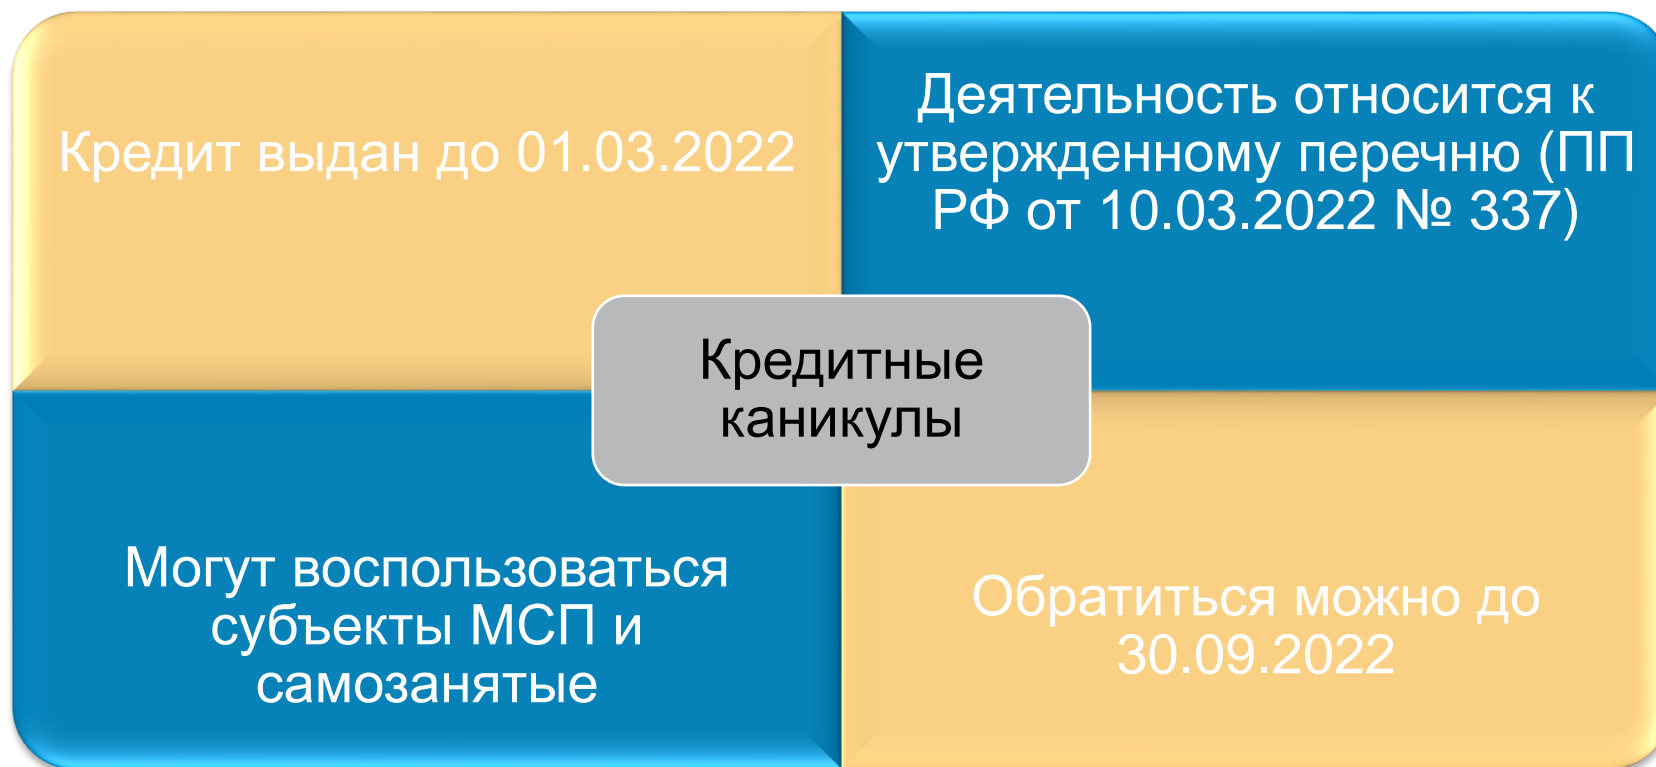 Кредит выдан до 01.03.2022
Деятельность относится к
утвержденному перечню (ПП
РФ от 10.03.2022 № 337)
Кредитные
каникулы
Могут воспользоваться
субъекты МСП и
самозанятые
Обратиться можно до
30.09.2022